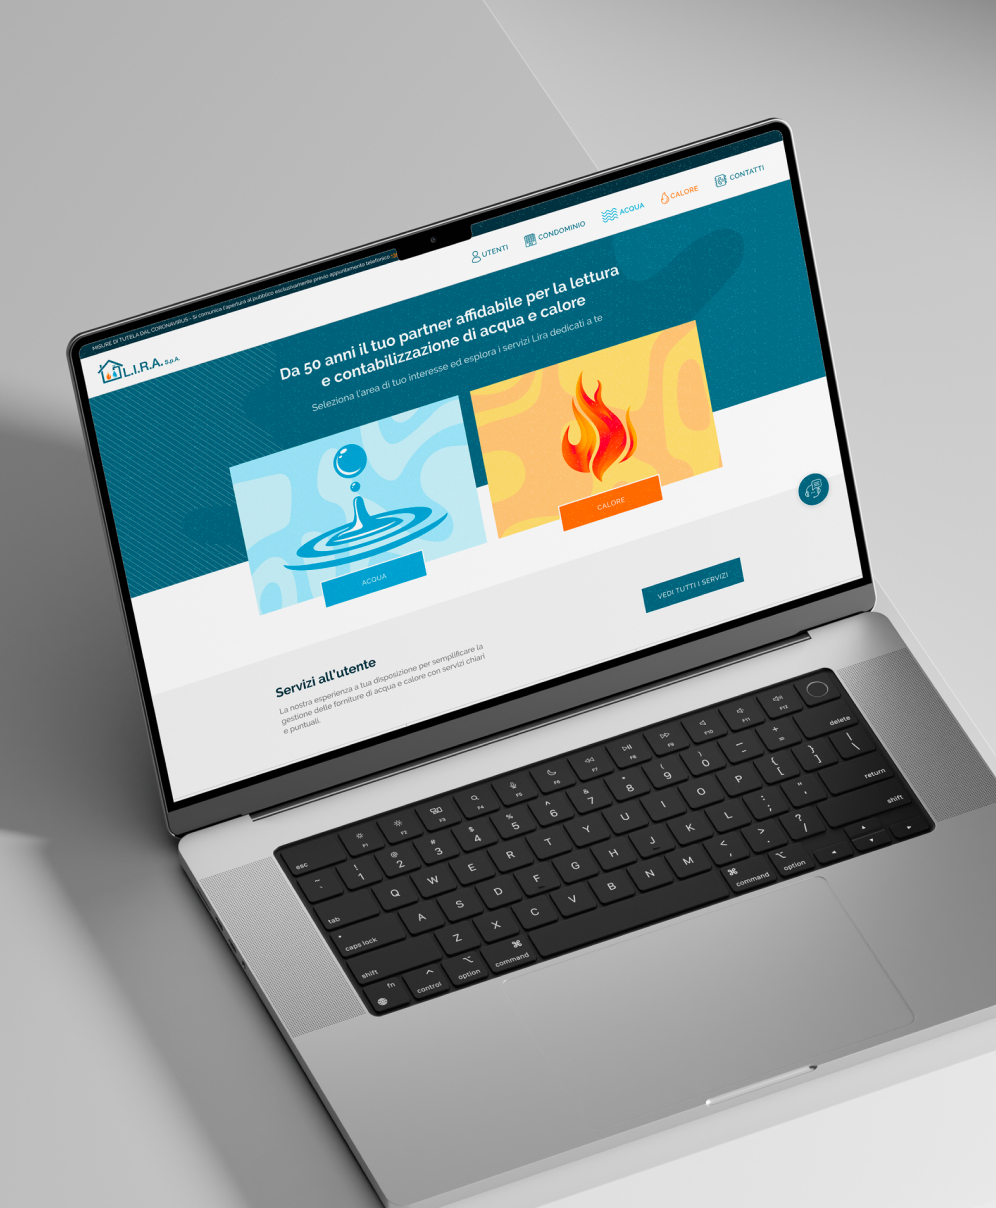 MISURE DI TUTELA DAL CORONAVIRUS - Si comunica l'apertura al pubblico esclusivamente previo appuntamento telefonico
L.I.R.A. S.p.A.
UTENTI
CONDOMINIO
ACQUA
CALORE
CONTATTI
Da 50 anni il tuo partner affidabile per la lettura
e contabilizzazione di acqua e calore
Seleziona l'area di tuo interesse ed esplora i servizi Lira dedicati a te
ACQUA
CALORE
Servizi all'utente
La nostra esperienza a tua disposizione per semplificare la
gestione delle forniture di acqua e calore con servizi chiari
e puntuali
VEDI TUTTI I SERVIZI
esc F1 F2 F3 F4 F5 F6 F7 F8 F9 F10 F11 F12
~ ` ! 1 @ 2 # 3 $ 4 % 5 ^ 6 & 7 * 8 ( 9 ) 0 _ - + = delete
tab Q W E R T Y U I O P { [ } ] | \
caps lock A S D F G H J K L : ; " ' return
shift Z X C V B N M < , > . ? / shift
fn control ⌃ option ⌥ command ⌘ ⌘ command ⌥ option